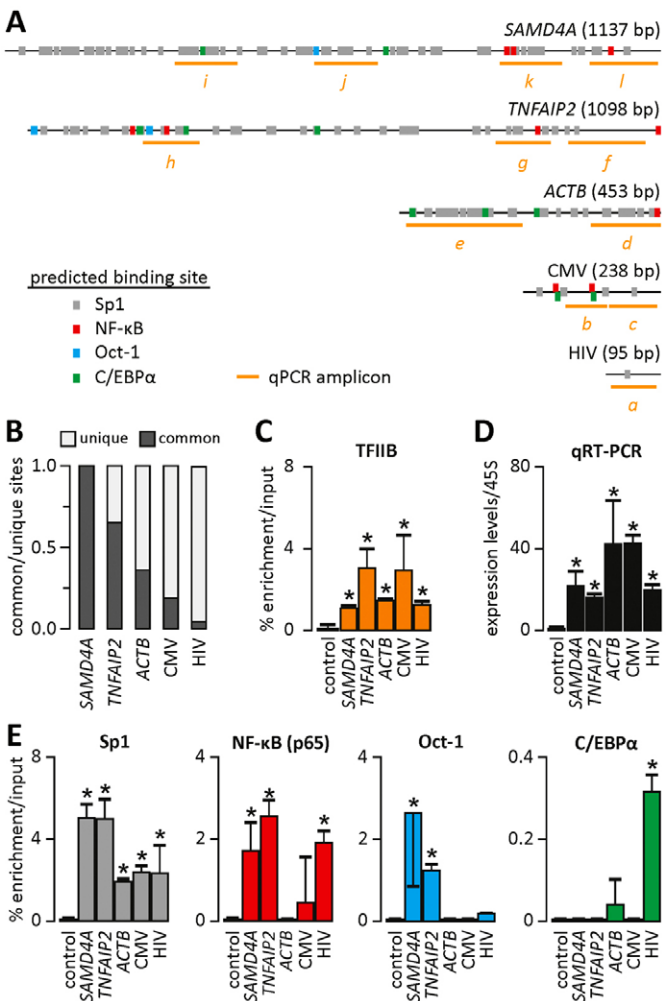 A
SAMD4A (1137 bp)
i j k l
TNFAIP2 (1098 bp)
h g f
ACTB (453 bp)
e d
predicted binding site
Sp1
NF-κB
Oct-1
C/EBPα
qPCR amplicon
CMV (238 bp)
b c
HIV (95 bp)
a
B
unique common
common/unique sites
1.0
0.5
0.0
SAMD4A
TNFAIP2
ACTB
CMV
HIV
C
TFIIB
% enrichment/input
8
4
0
control
SAMD4A
TNFAIP2
ACTB
CMV
HIV
* * * * *
D
qRT-PCR
expression levels/45S
80
40
0
control
SAMD4A
TNFAIP2
ACTB
CMV
HIV
* * * * *
E
Sp1
% enrichment/input
8
4
0
control
SAMD4A
TNFAIP2
ACTB
CMV
HIV
* * * * *
NF-κB (p65)
4
2
0
control
SAMD4A
TNFAIP2
ACTB
CMV
HIV
* * *
Oct-1
4
2
0
control
SAMD4A
TNFAIP2
ACTB
CMV
HIV
* *
C/EBPα
0.4
0.2
0
control
SAMD4A
TNFAIP2
ACTB
CMV
HIV
*